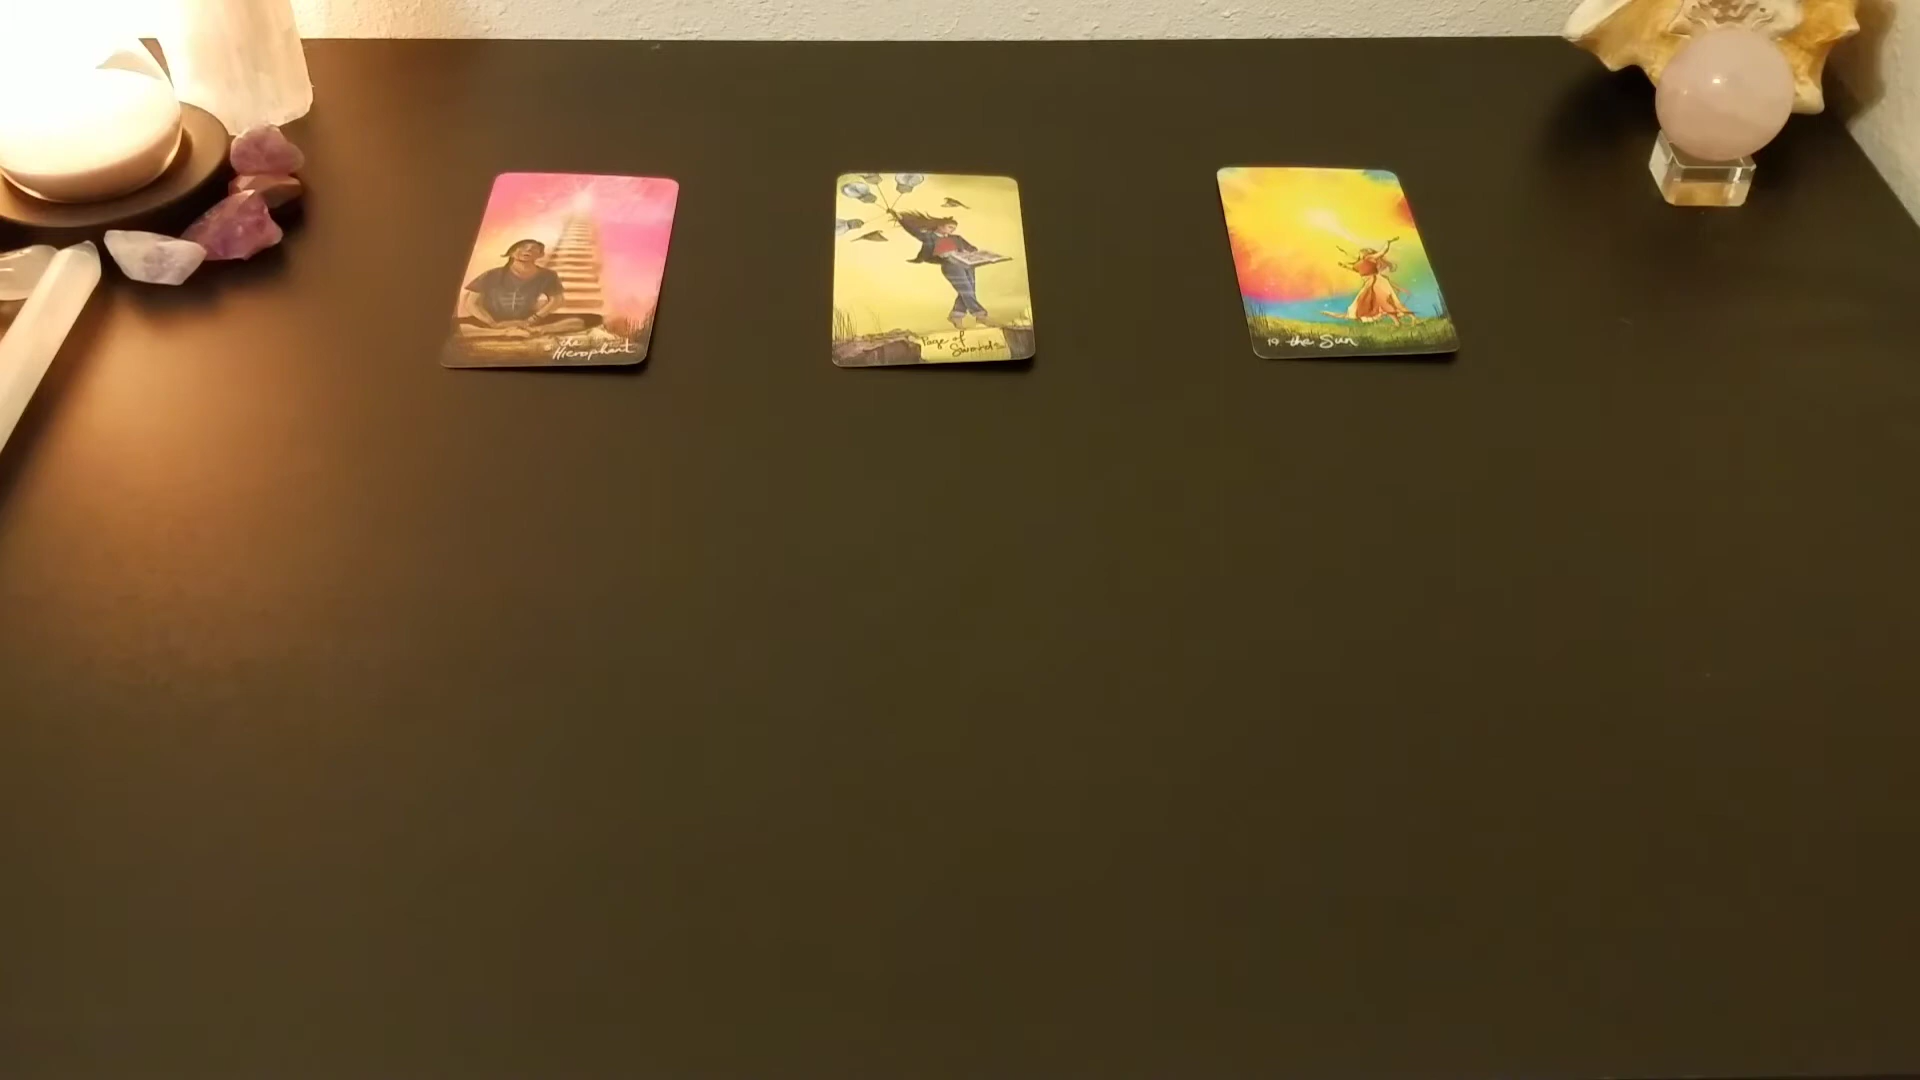 the
Hierophant
Page of
Swords
19 the Sun